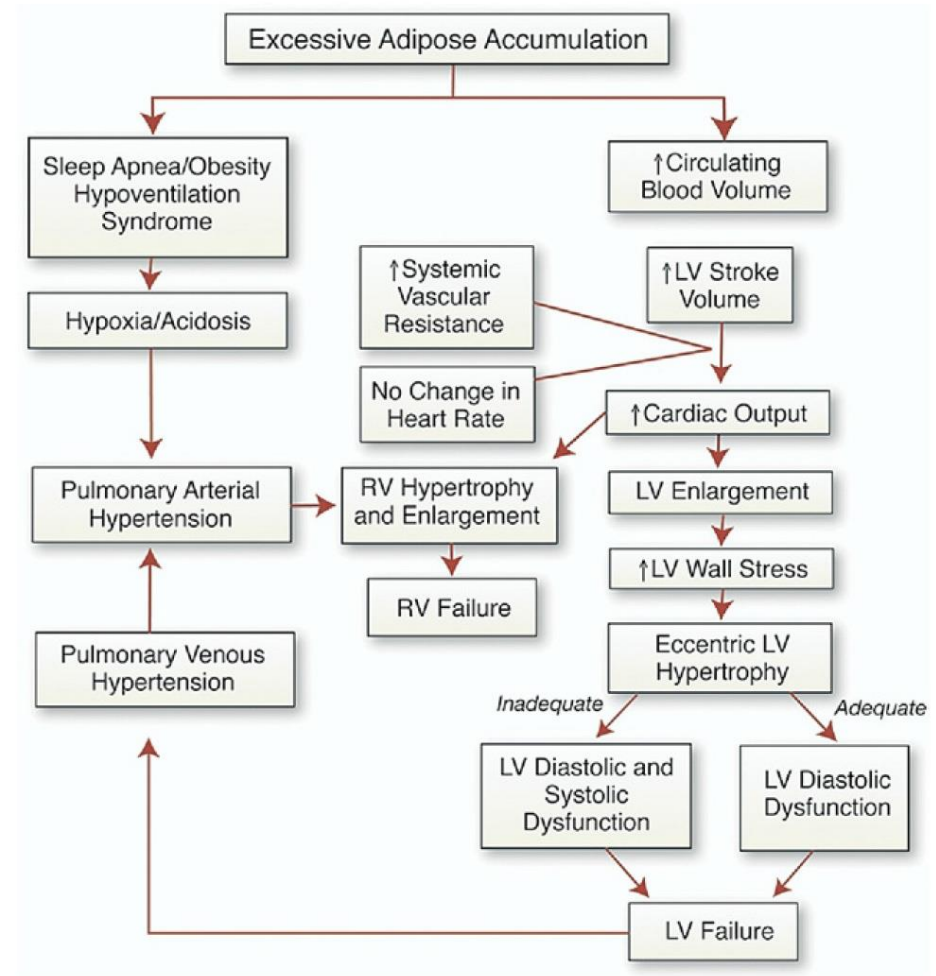 Excessive Adipose Accumulation
Sleep Apnea/Obesity
Hypoventilation
Syndrome
↑Circulating
Blood Volume
↑Systemic
Vascular
Resistance
↑LV Stroke
Volume
Hypoxia/Acidosis
No Change in
Heart Rate
↑Cardiac Output
Pulmonary Arterial
Hypertension
RV Hypertrophy
and Enlargement
LV Enlargement
↑LV Wall Stress
RV Failure
Pulmonary Venous
Hypertension
Eccentric LV
Hypertrophy
Inadequate
Adequate
LV Diastolic and
Systolic
Dysfunction
LV Diastolic
Dysfunction
LV Failure